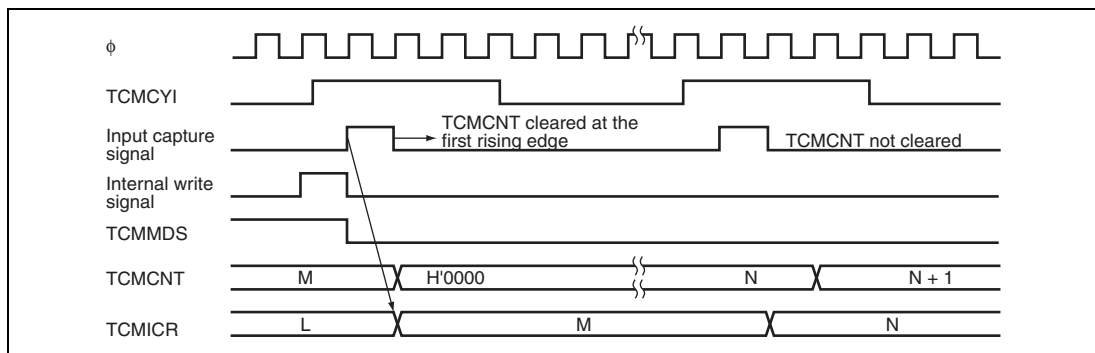 φ
TCMCYI
Input capture
signal
TCMCNT cleared at the
first rising edge
TCMCNT not cleared
Internal write
signal
TCMMDS
TCMCNT
M
H'0000
N
N + 1
TCMICR
L
M
N